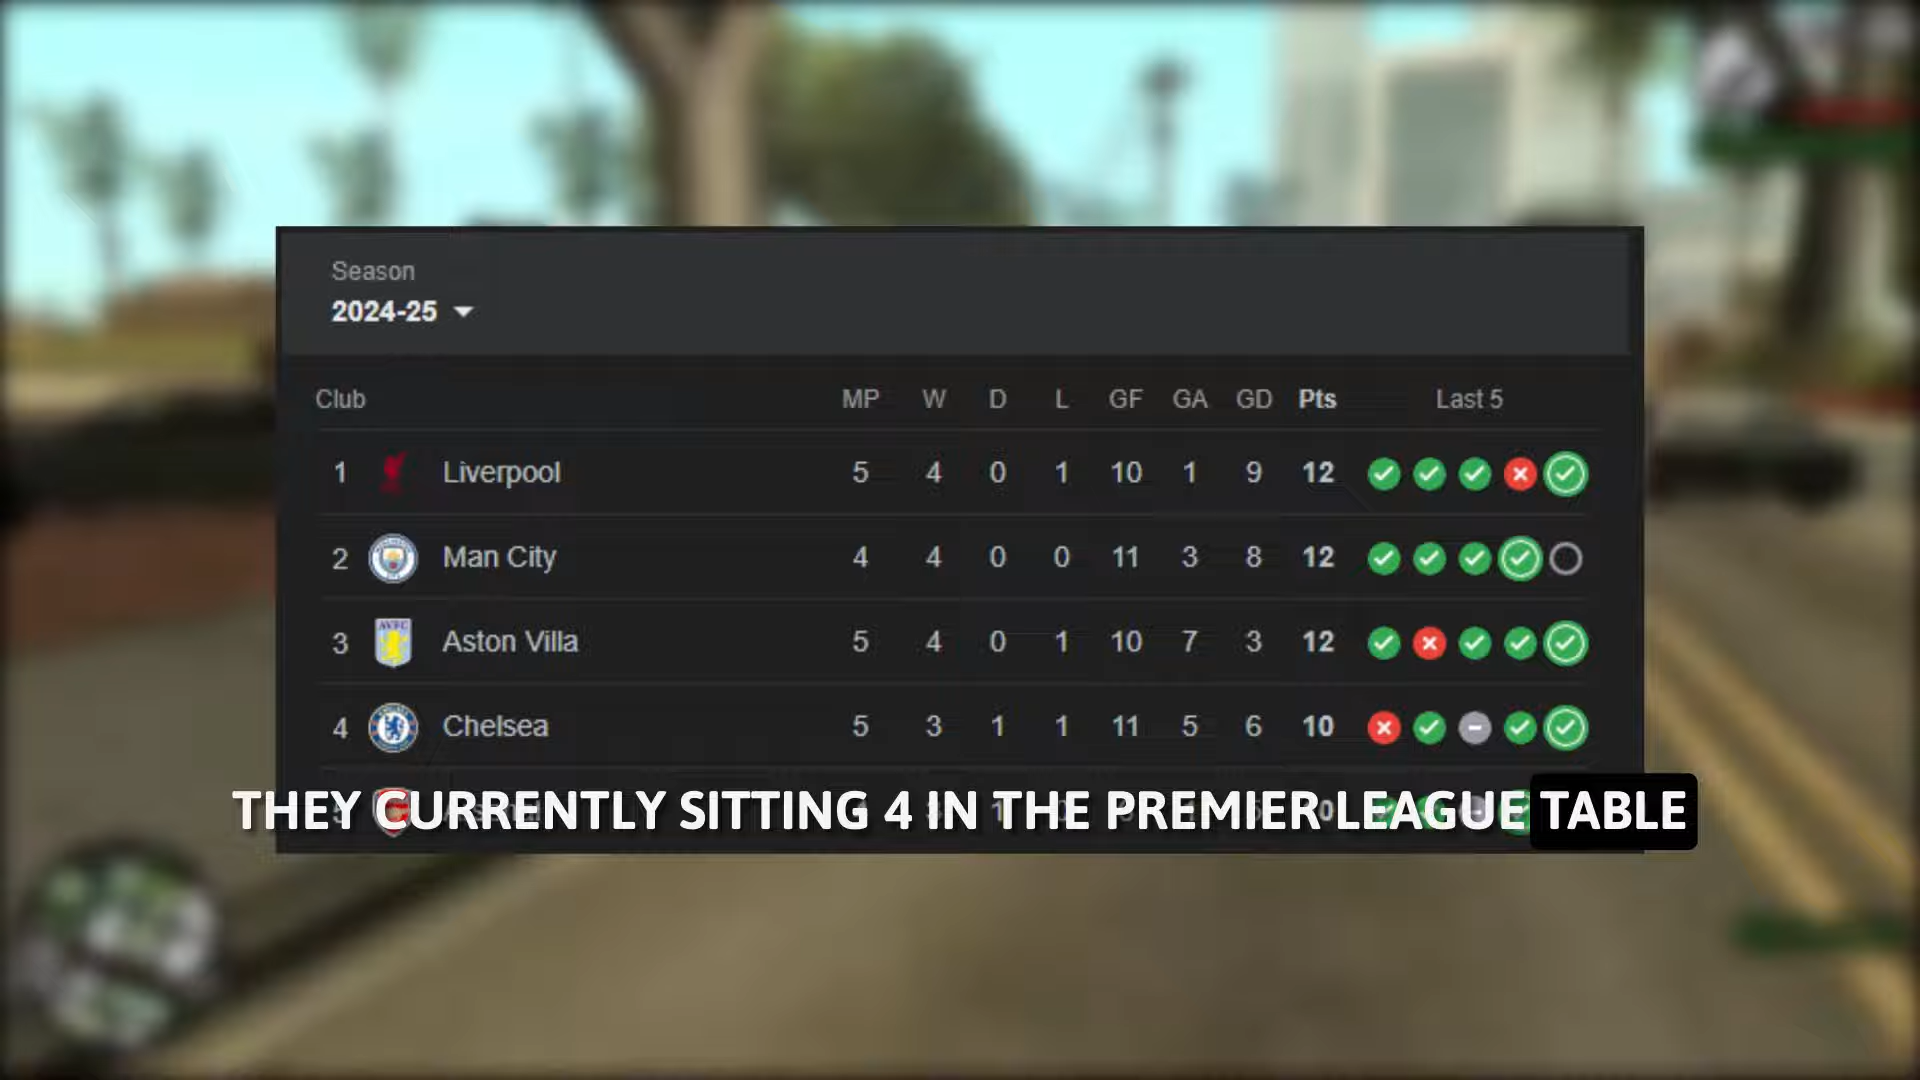 Season
2024-25
Club MP W D L GF GA GD Pts Last 5
1 Liverpool 5 4 0 1 10 1 9 12
2 Man City 4 4 0 0 11 3 8 12
3 Aston Villa 5 4 0 1 10 7 3 12
4 Chelsea 5 3 1 1 11 5 6 10
THEY CURRENTLY SITTING 4 IN THE PREMIER LEAGUE TABLE